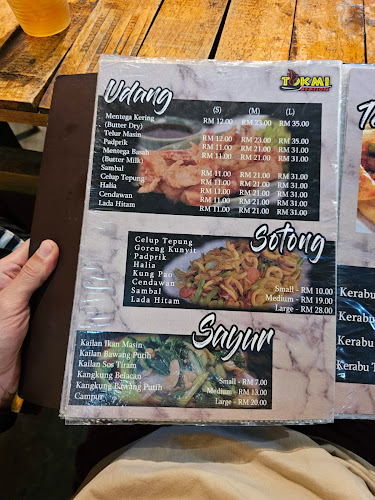 Udang
TOKMI
(S) (M) (L)
Mentega Kering RM 12.00 RM 23.00 RM 35.00
(Butter Dry)
Telur Masin RM 12.00 RM 23.00 RM 35.00
Padprik RM 11.00 RM 21.00 RM 31.00
Mentega Basah RM 11.00 RM 21.00 RM 31.00
(Butter Milk)
Sambal RM 11.00 RM 21.00 RM 31.00
Celup Tepung RM 11.00 RM 21.00 RM 31.00
Halia RM 11.00 RM 21.00 RM 31.00
Cendawan RM 11.00 RM 21.00 RM 31.00
Lada Hitam RM 11.00 RM 21.00 RM 31.00
Sotong
Celup Tepung
Goreng Kunyit
Padprik
Halia
Kung Pao
Cendawan
Sambal
Lada Hitam
Small - RM 10.00
Medium - RM 19.00
Large - RM 28.00
Sayur
Kailan Ikan Masin
Kailan Bawang Putih
Kailan Sos Tiram
Kangkung Belacan
Kangkung Bawang Putih
Campur
Small - RM 7.00
Medium - RM 13.00
Large - RM 20.00
Kerabu
Kerabu
Kerabu
Kerabu T